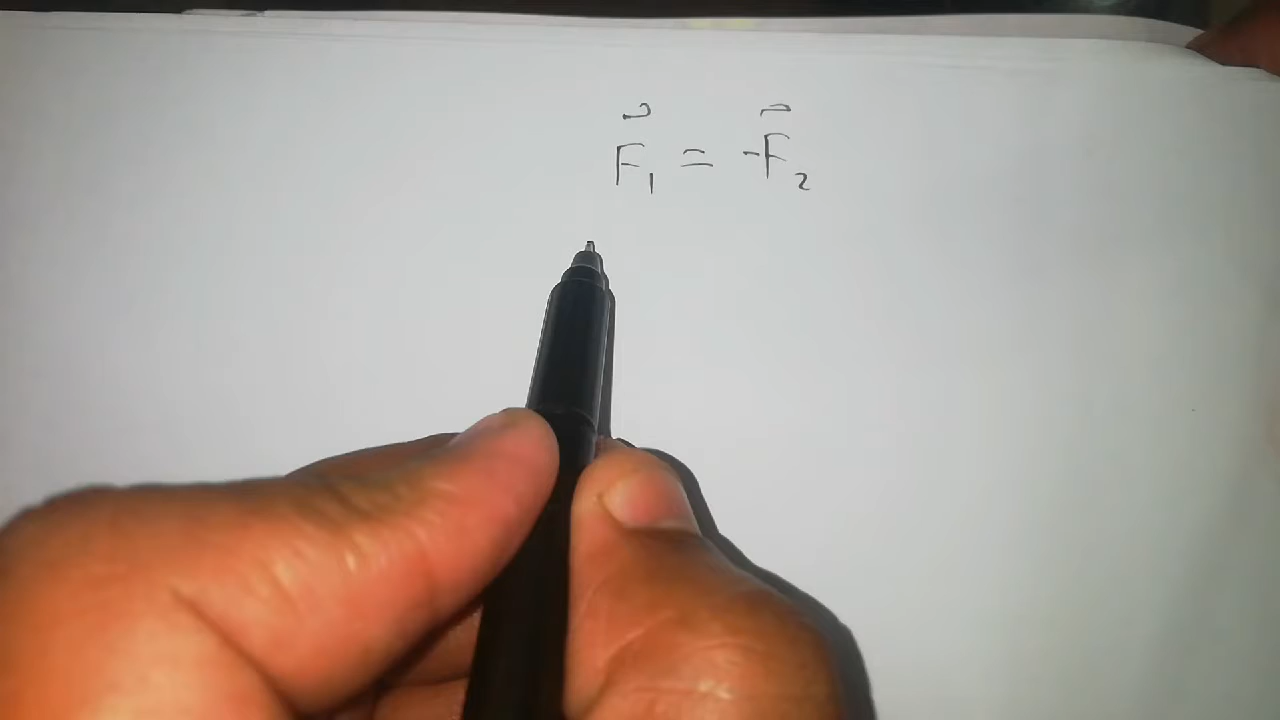 F⃗₁ = -F⃗₂